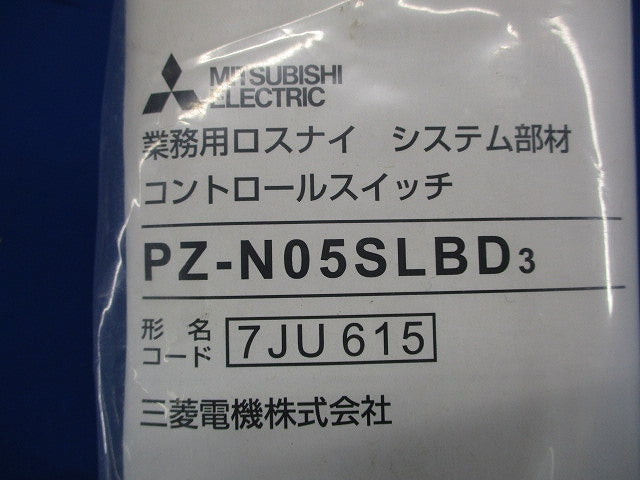 MITSUBISHI
ELECTRIC
業務用ロスナイ システム部材
コントロールスイッチ
PZ-N05SLBD3
形名
コード 7JU 615
三菱電機株式会社